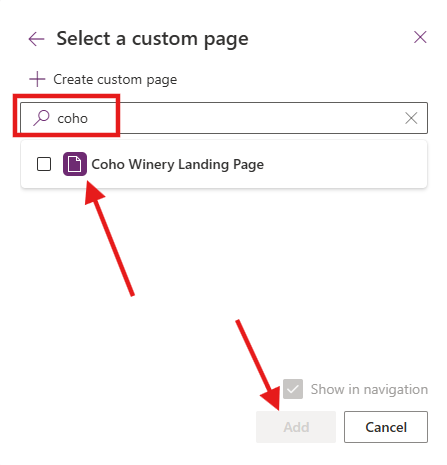 Select a custom page
Create custom page
coho
Coho Winery Landing Page
Show in navigation
Add
Cancel